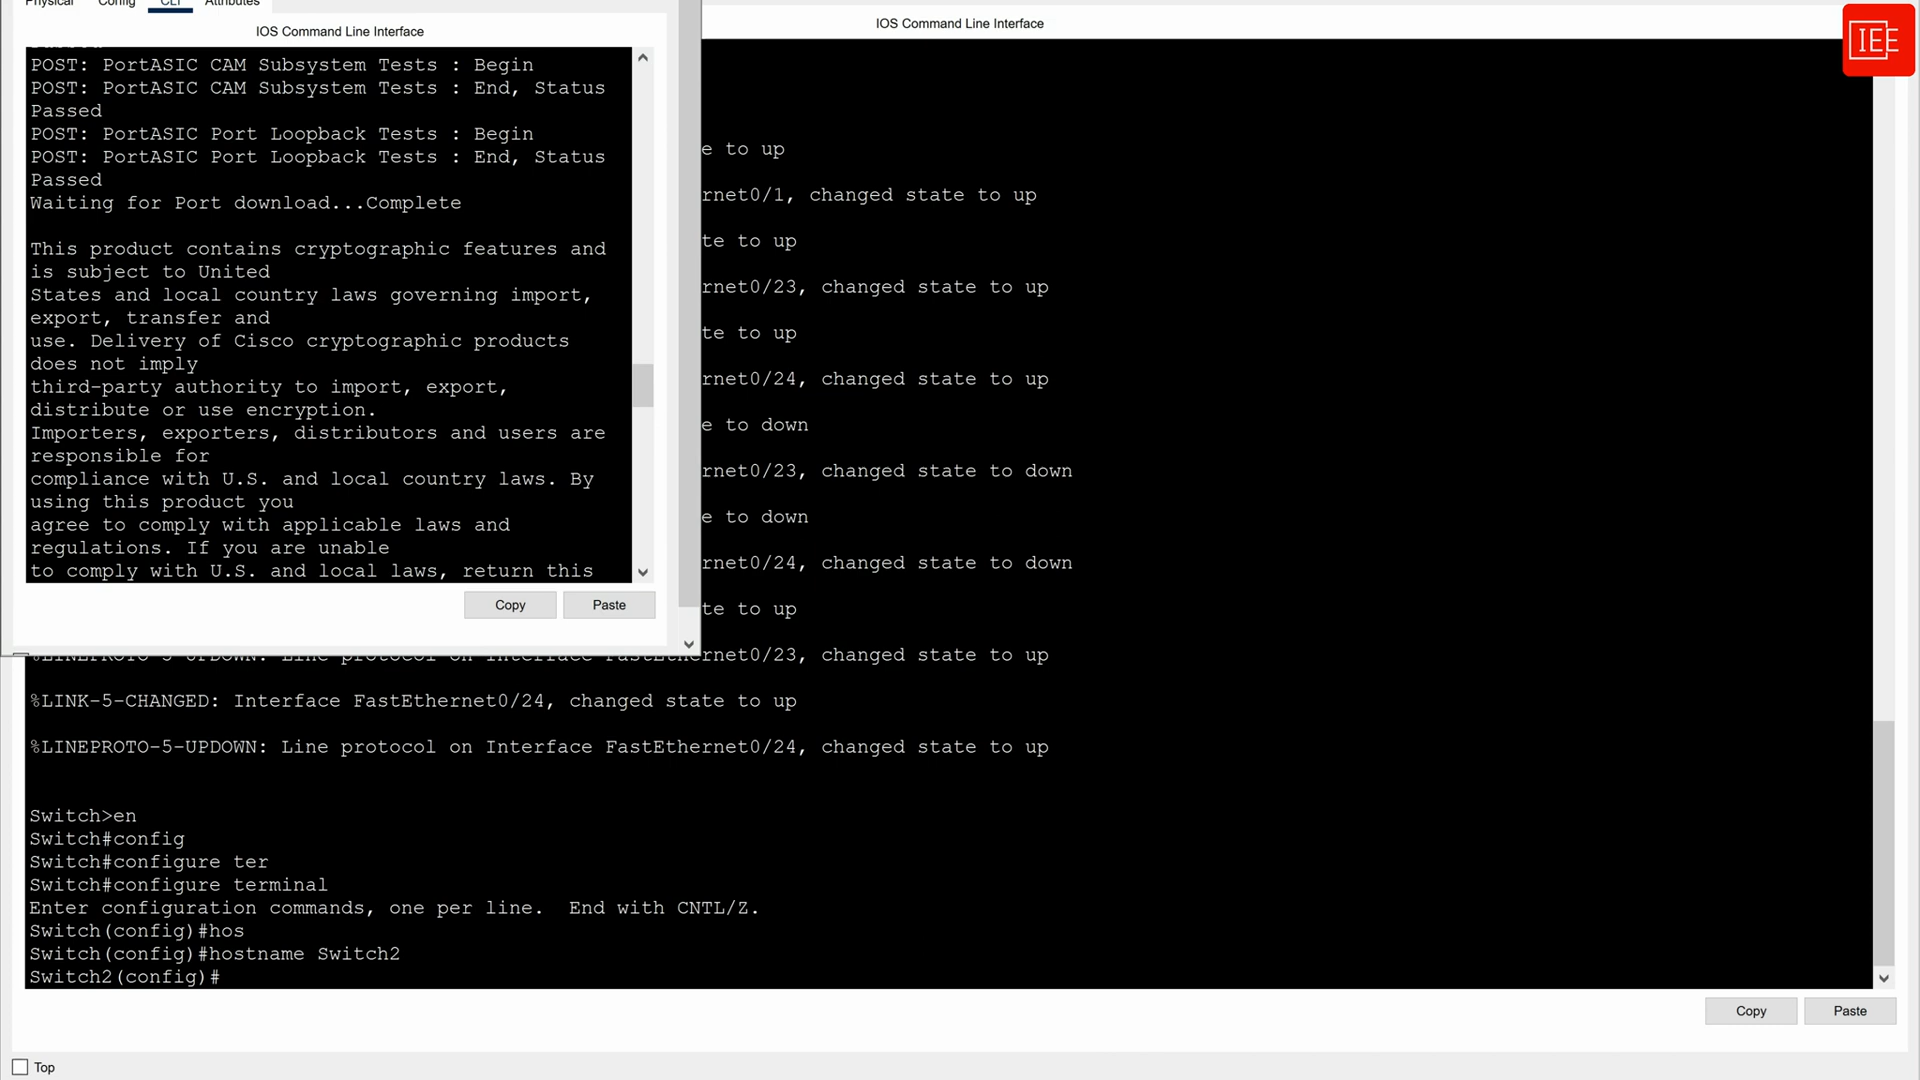 Physical Config CLI Attributes
IOS Command Line Interface
POST: PortASIC CAM Subsystem Tests : Begin
POST: PortASIC CAM Subsystem Tests : End, Status
Passed
POST: PortASIC Port Loopback Tests : Begin
POST: PortASIC Port Loopback Tests : End, Status
Passed
Waiting for Port download...Complete
This product contains cryptographic features and
is subject to United
States and local country laws governing import,
export, transfer and
use. Delivery of Cisco cryptographic products
does not imply
third-party authority to import, export,
distribute or use encryption.
Importers, exporters, distributors and users are
responsible for
compliance with U.S. and local country laws. By
using this product you
agree to comply with applicable laws and
regulations. If you are unable
to comply with U.S. and local laws, return this
Copy Paste
IOS Command Line Interface
IEE
e to up
rnet0/1, changed state to up
te to up
rnet0/23, changed state to up
te to up
rnet0/24, changed state to up
e to down
rnet0/23, changed state to down
e to down
rnet0/24, changed state to down
te to up
%LINEPROTO-5-UPDOWN: Line protocol on Interface FastEthernet0/23, changed state to up
%LINK-5-CHANGED: Interface FastEthernet0/24, changed state to up
%LINEPROTO-5-UPDOWN: Line protocol on Interface FastEthernet0/24, changed state to up
Switch>en
Switch#config
Switch#configure ter
Switch#configure terminal
Enter configuration commands, one per line.  End with CNTL/Z.
Switch(config)#hos
Switch(config)#hostname Switch2
Switch2(config)#
Copy Paste
Top